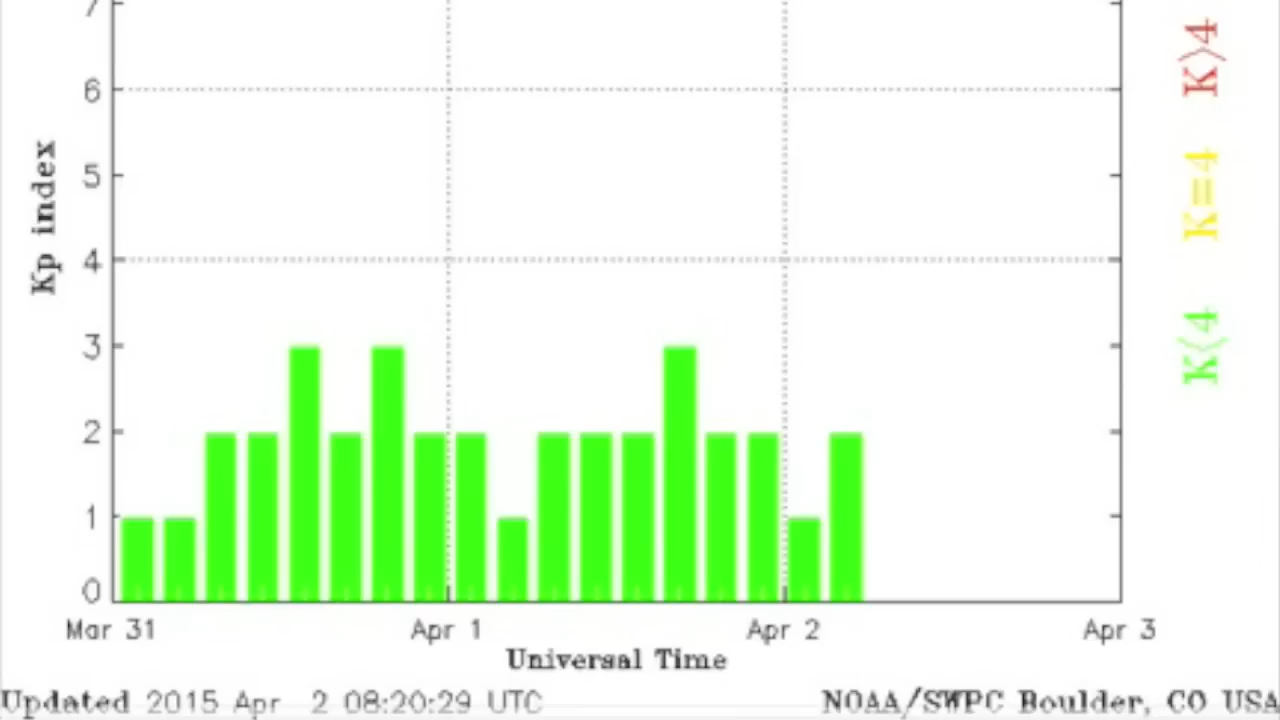 7
6
5
4
3
2
1
0
Kp index
Mar 31 Apr 1 Apr 2 Apr 3
Universal Time
Updated 2015 Apr 2 08:20:29 UTC NOAA/SWPC Boulder, CO USA
K<4 K=4 K>4